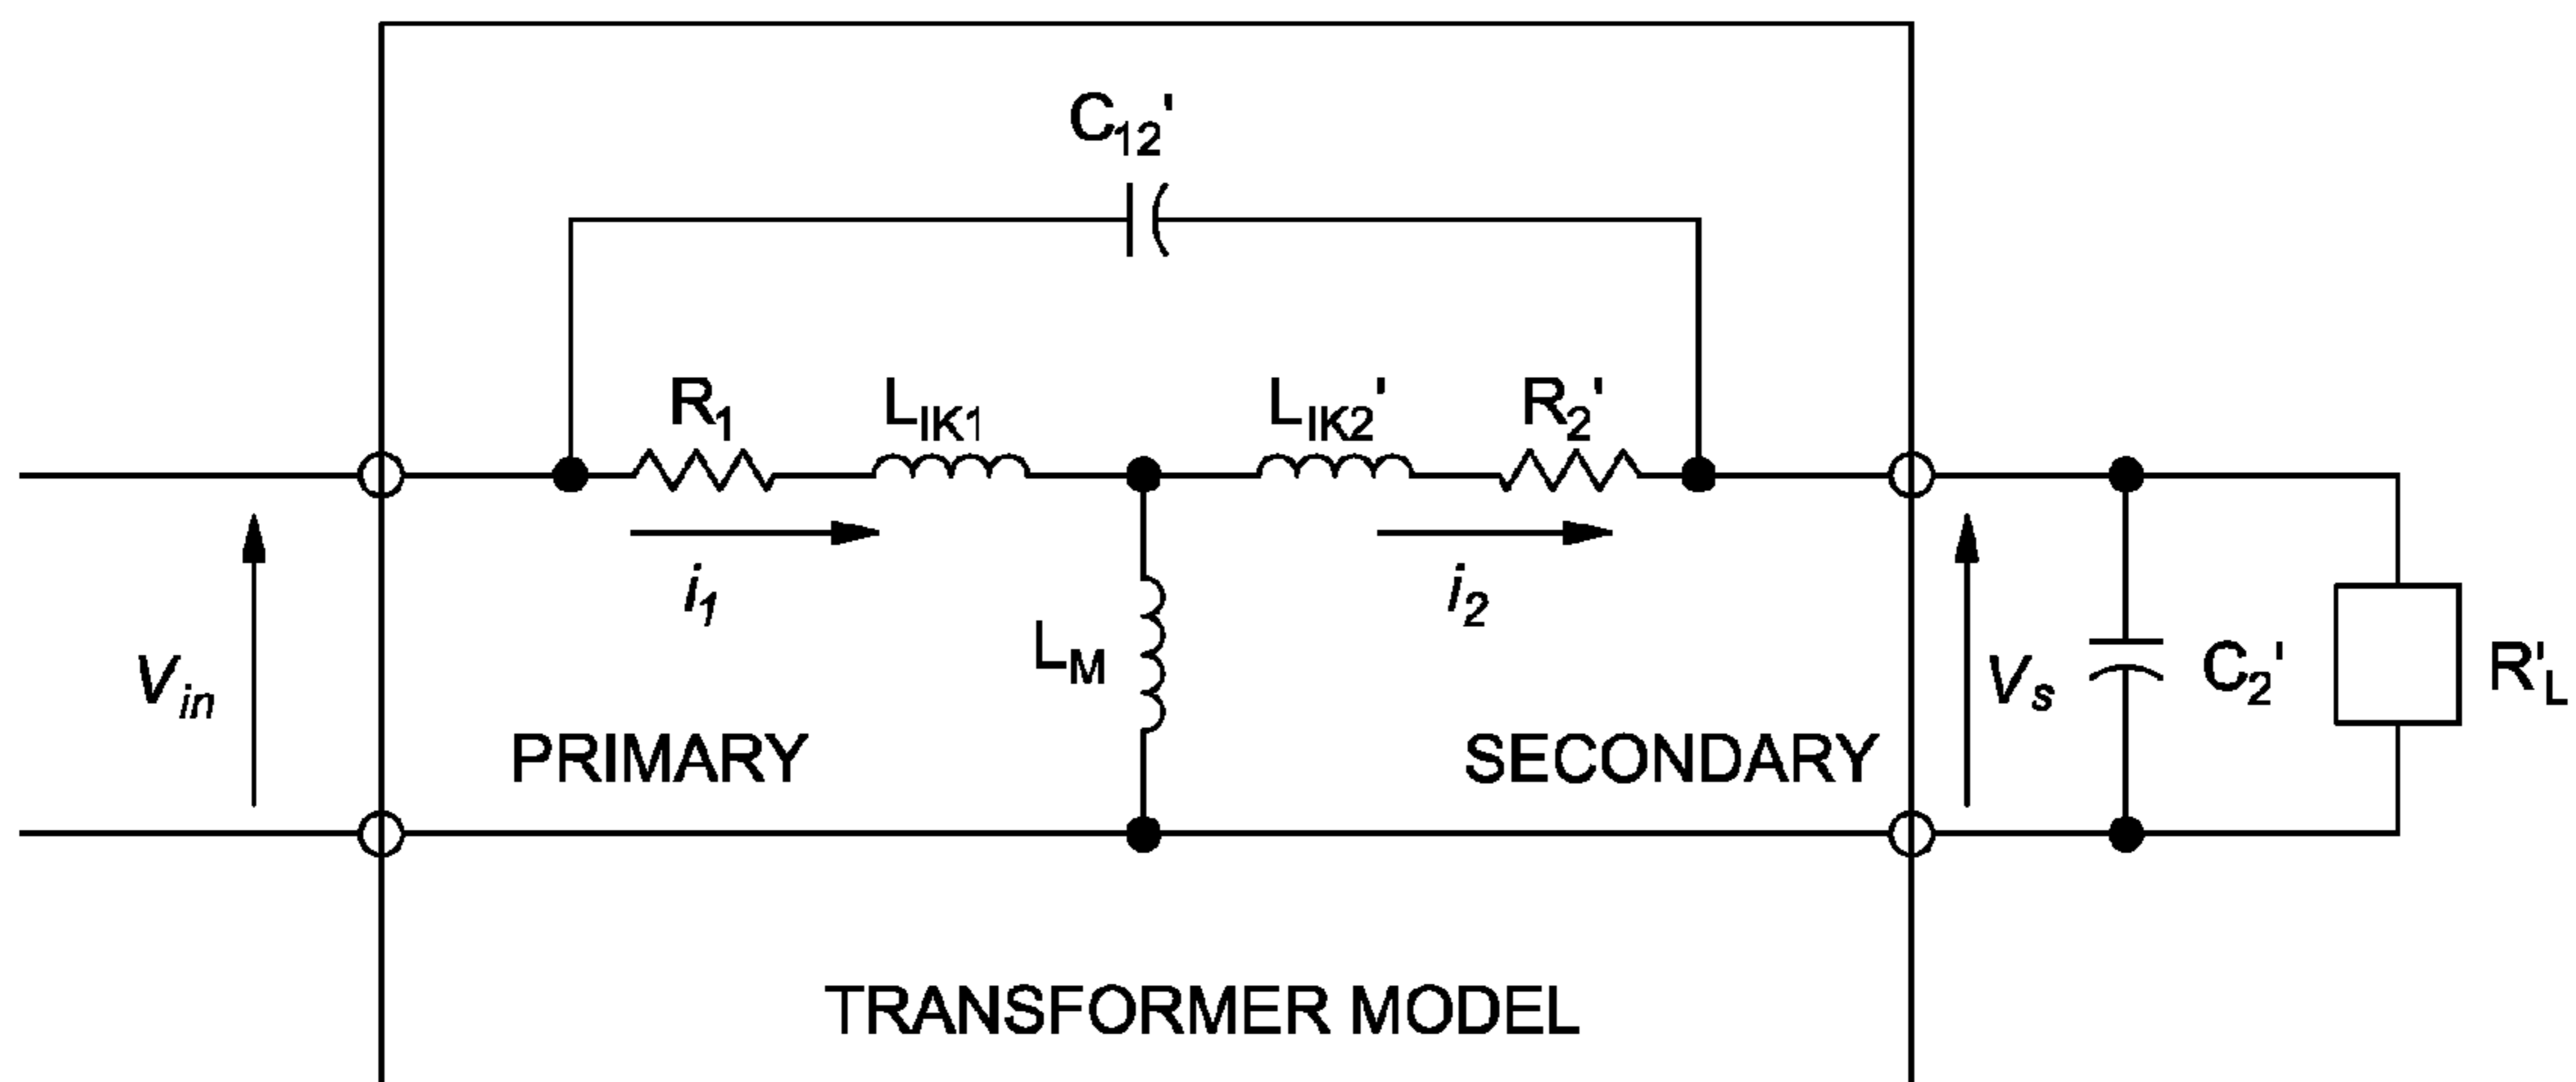 C12'
R1
LIK1
LIK2'
R2'
i1
i2
Vin
LM
Vs
C2'
R'L
PRIMARY
SECONDARY
TRANSFORMER MODEL